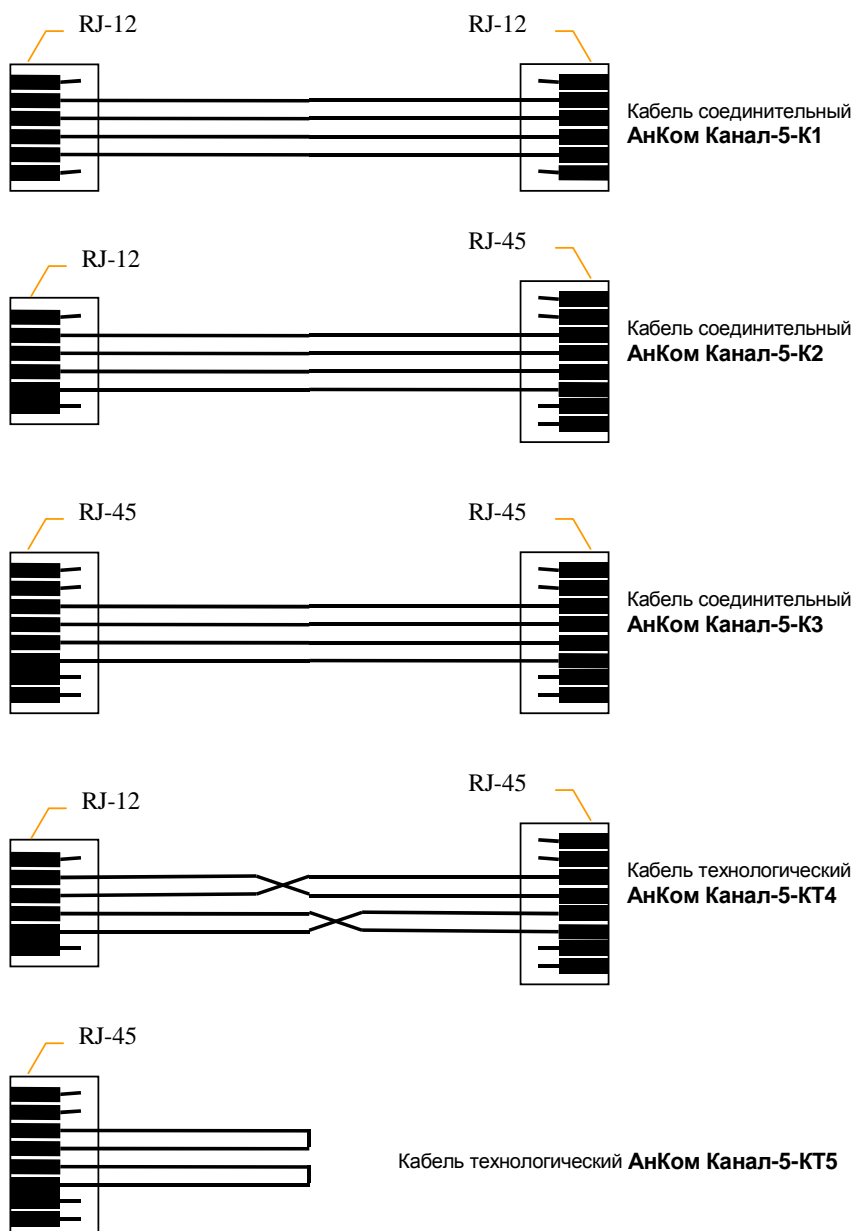 RJ-12
RJ-12
Кабель соединительный
АнКом Канал-5-К1
RJ-12
RJ-45
Кабель соединительный
АнКом Канал-5-К2
RJ-45
RJ-45
Кабель соединительный
АнКом Канал-5-К3
RJ-12
RJ-45
Кабель технологический
АнКом Канал-5-КТ4
RJ-45
Кабель технологический АнКом Канал-5-КТ5